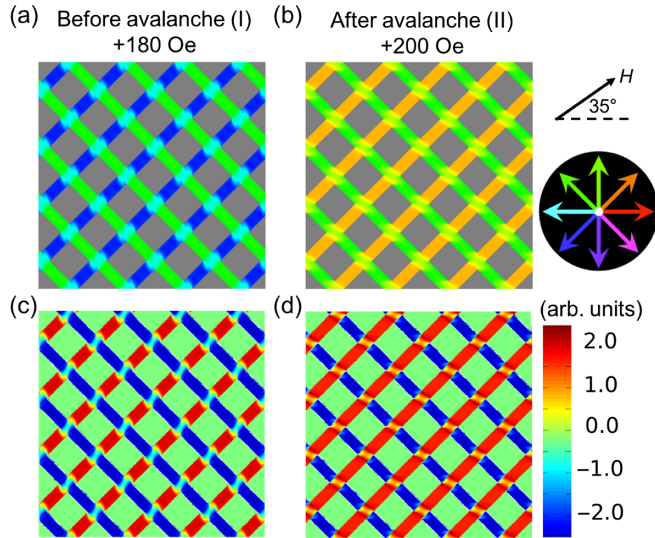 (a) Before avalanche (I)
+180 Oe
(b) After avalanche (II)
+200 Oe
H
35°
(c)
(d)
(arb. units)
2.0
1.0
0.0
−1.0
−2.0